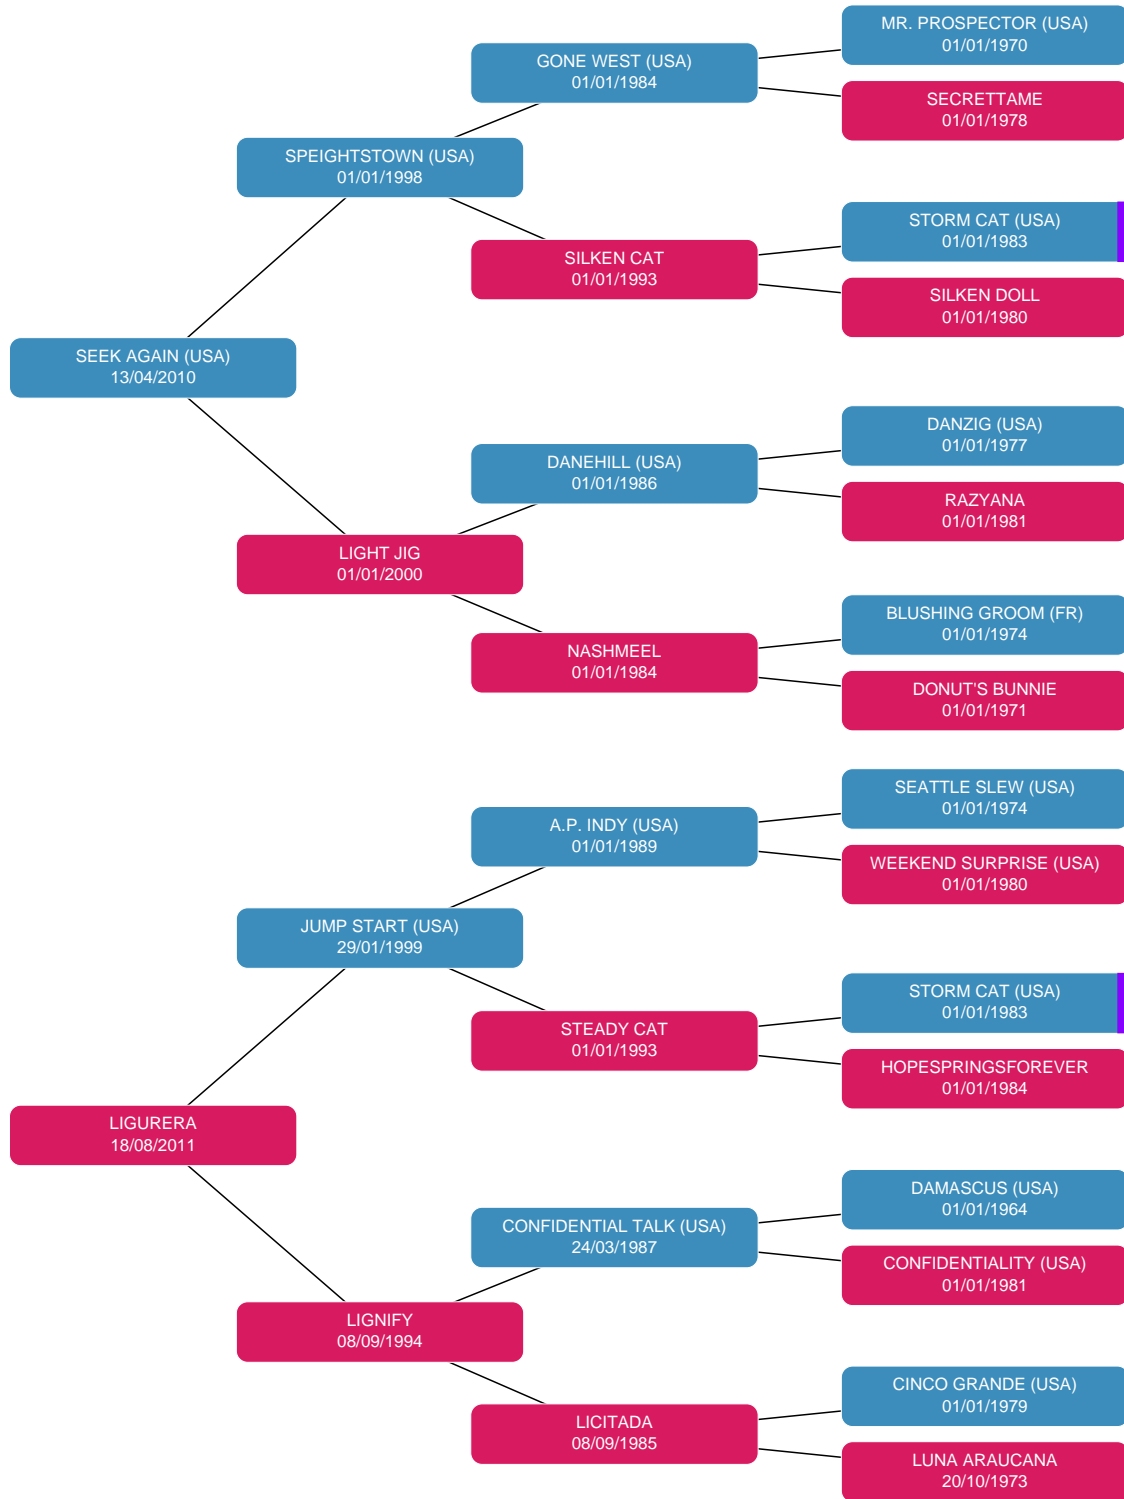 MR. PROSPECTOR (USA)
01/01/1970
GONE WEST (USA)
01/01/1984
SECRETTAME
01/01/1978
SPEIGHTSTOWN (USA)
01/01/1998
STORM CAT (USA)
01/01/1983
SILKEN CAT
01/01/1993
SILKEN DOLL
01/01/1980
SEEK AGAIN (USA)
13/04/2010
DANZIG (USA)
01/01/1977
DANEHILL (USA)
01/01/1986
RAZYANA
01/01/1981
LIGHT JIG
01/01/2000
BLUSHING GROOM (FR)
01/01/1974
NASHMEEL
01/01/1984
DONUT'S BUNNIE
01/01/1971
SEATTLE SLEW (USA)
01/01/1974
A.P. INDY (USA)
01/01/1989
WEEKEND SURPRISE (USA)
01/01/1980
JUMP START (USA)
29/01/1999
STORM CAT (USA)
01/01/1983
STEADY CAT
01/01/1993
HOPESPRINGSFOREVER
01/01/1984
LIGURERA
18/08/2011
DAMASCUS (USA)
01/01/1964
CONFIDENTIAL TALK (USA)
24/03/1987
CONFIDENTIALITY (USA)
01/01/1981
LIGNIFY
08/09/1994
CINCO GRANDE (USA)
01/01/1979
LICITADA
08/09/1985
LUNA ARAUCANA
20/10/1973